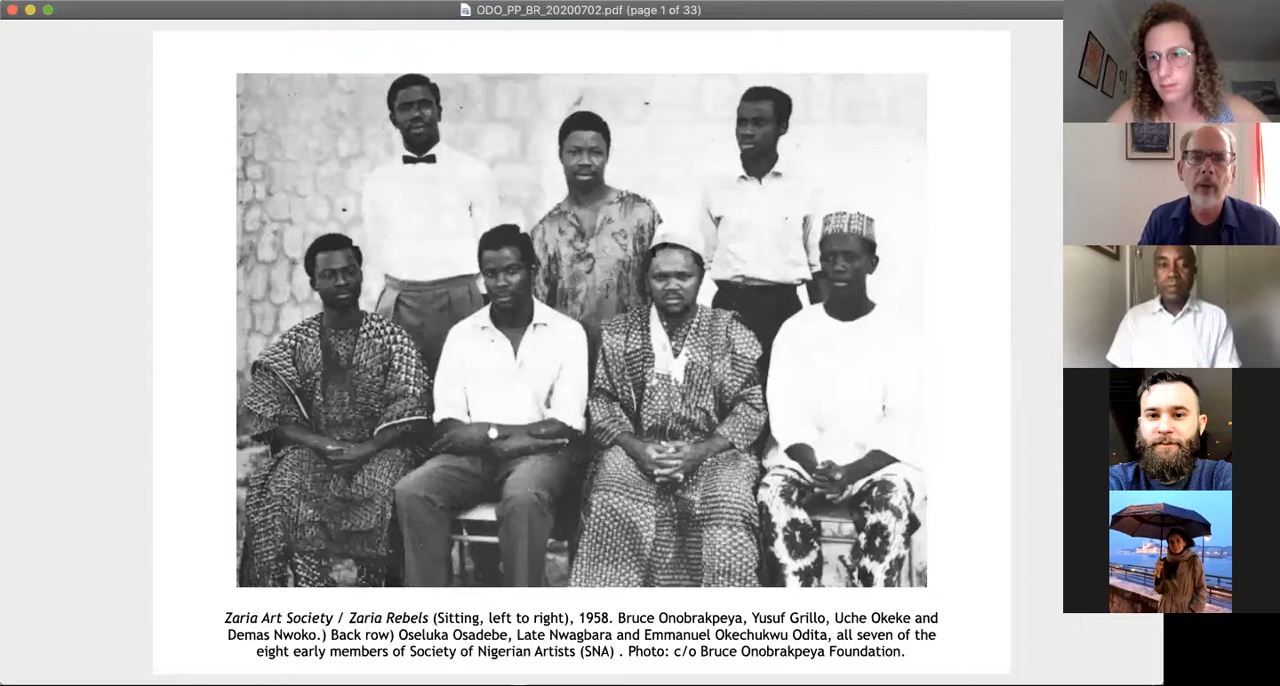 ODO_PP_BR_20200702.pdf (page 1 of 33)
Zaria Art Society / Zaria Rebels (Sitting, left to right), 1958. Bruce Onobrakpeya, Yusuf Grillo, Uche Okeke and
Demas Nwoko.) Back row) Oseluka Osadebe, Late Nwagbara and Emmanuel Okechukwu Odita, all seven of the
eight early members of Society of Nigerian Artists (SNA) . Photo: c/o Bruce Onobrakpeya Foundation.